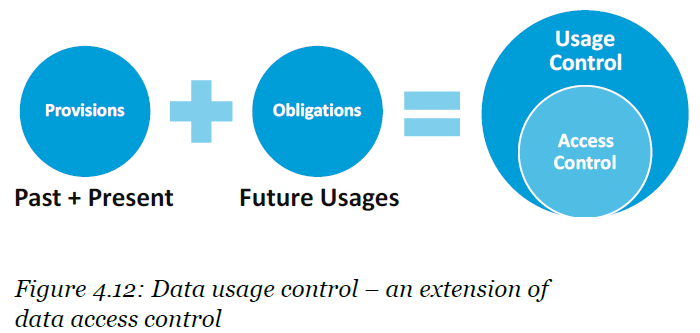 Provisions
Obligations
Usage
Control
Access
Control
Past + Present
Future Usages
Figure 4.12: Data usage control – an extension of
data access control